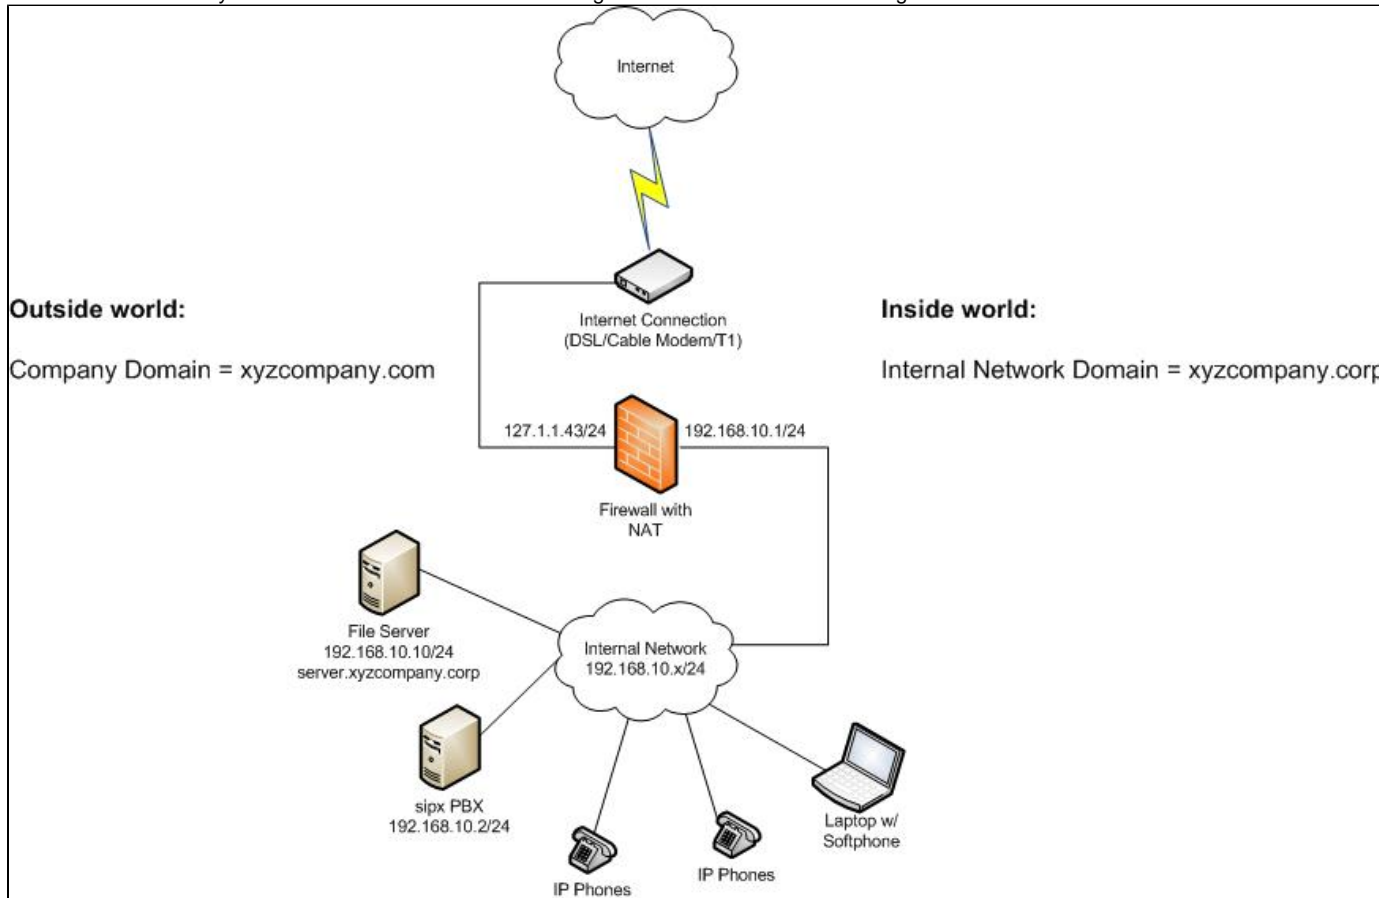 Internet
Internet Connection
(DSL/Cable Modem/T1)
Outside world:
Company Domain = xyzcompany.com
Inside world:
Internal Network Domain = xyzcompany.corp
127.1.1.43/24
192.168.10.1/24
Firewall with
NAT
File Server
192.168.10.10/24
server.xyzcompany.corp
Internal Network
192.168.10.x/24
sipx PBX
192.168.10.2/24
IP Phones
IP Phones
Laptop w/
Softphone